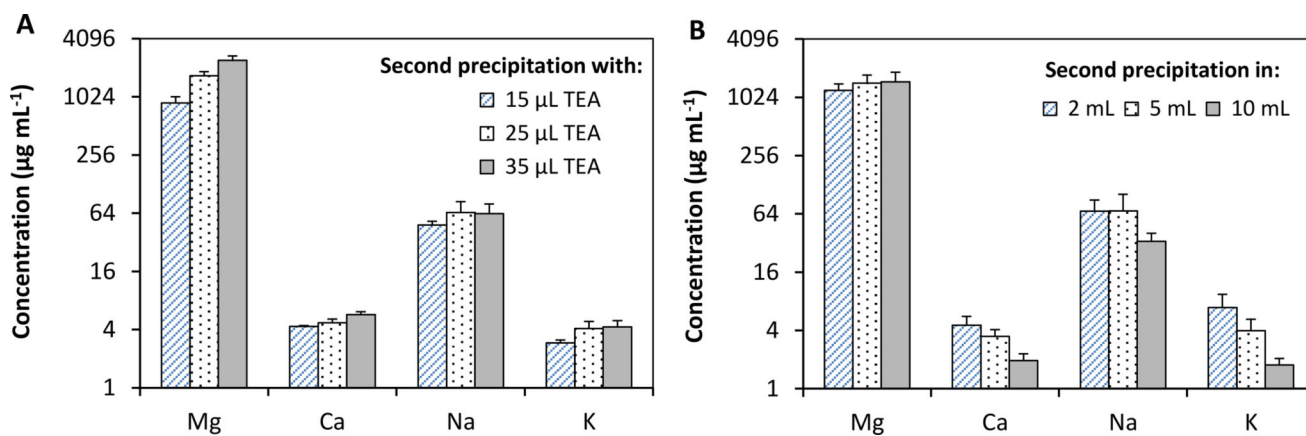 A
Concentration (µg mL-1)
4096
1024
256
64
16
4
1
Second precipitation with:
15 µL TEA
25 µL TEA
35 µL TEA
Mg Ca Na K
B
Concentration (µg mL-1)
4096
1024
256
64
16
4
1
Second precipitation in:
2 mL 5 mL 10 mL
Mg Ca Na K